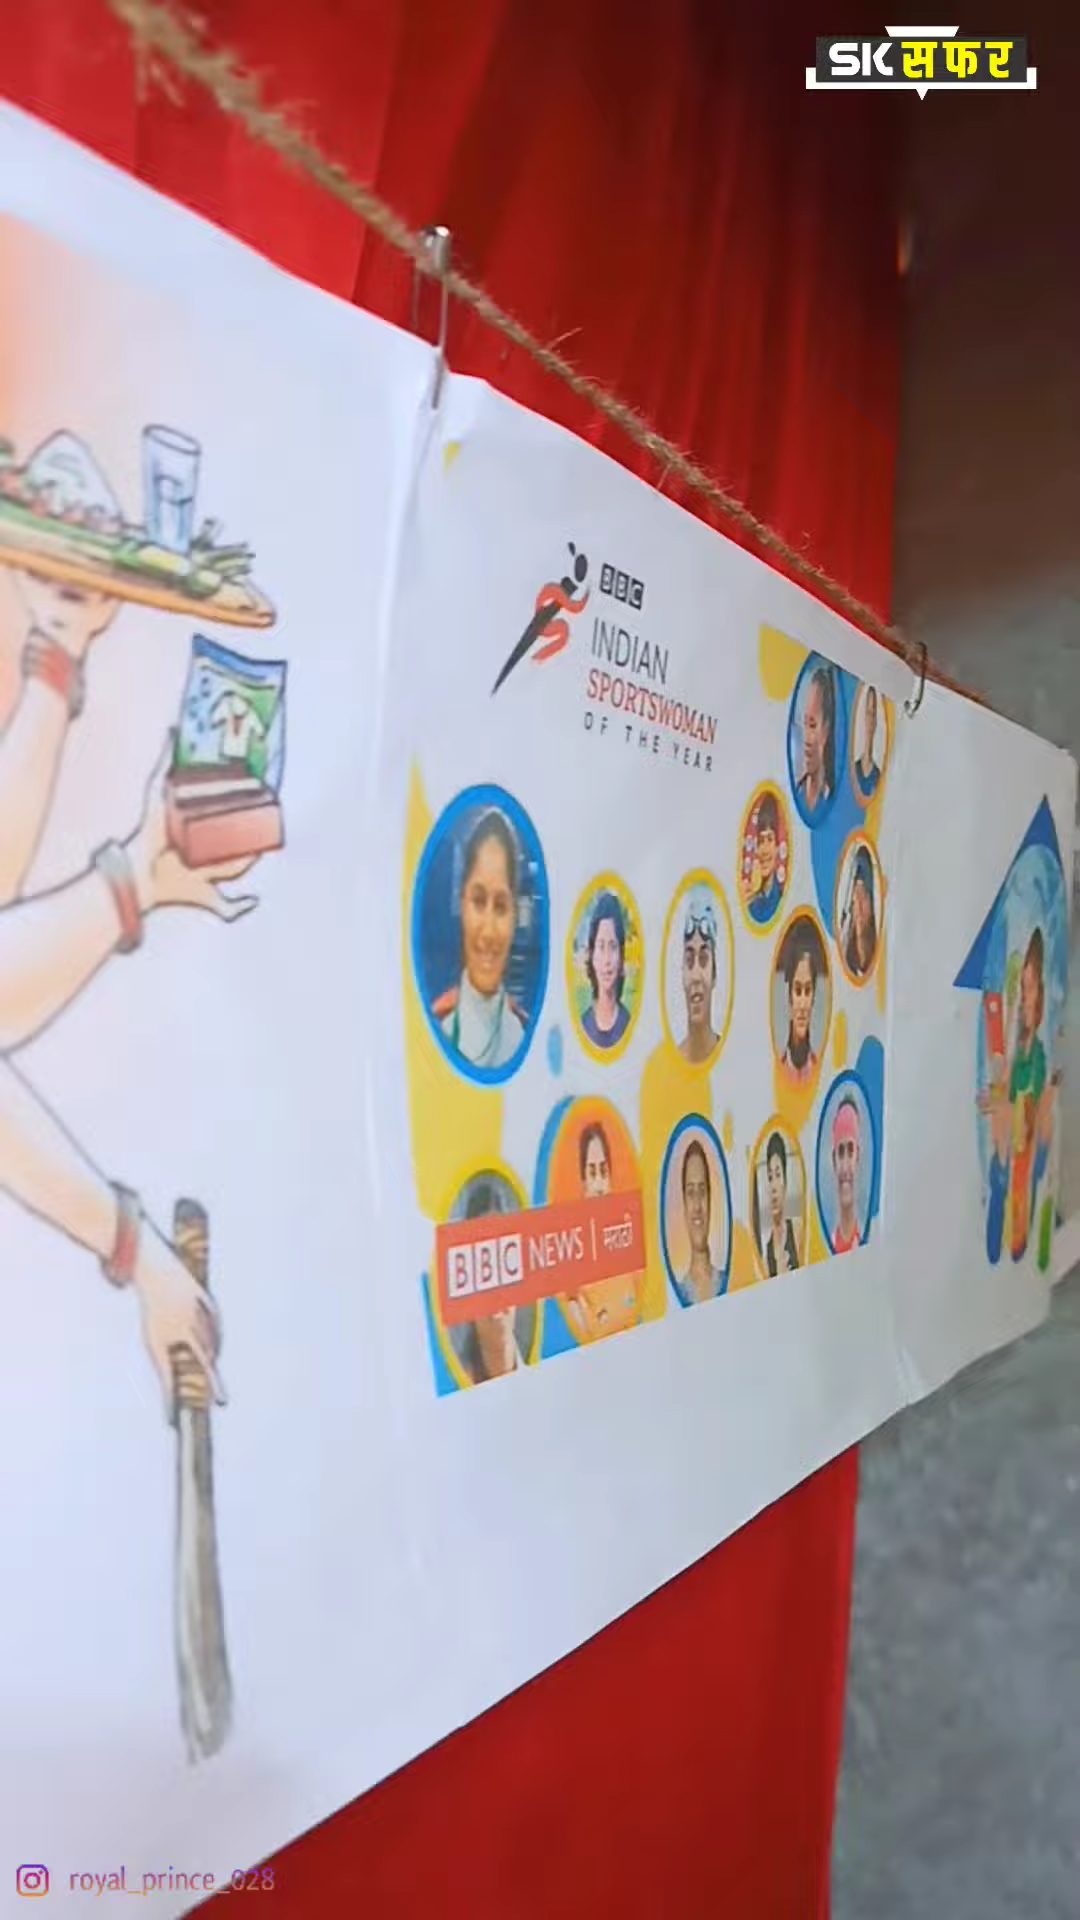 SK सफर
BBC
INDIAN
SPORTSWOMAN
OF THE YEAR
BBC NEWS | मराठी
royal_prince_028